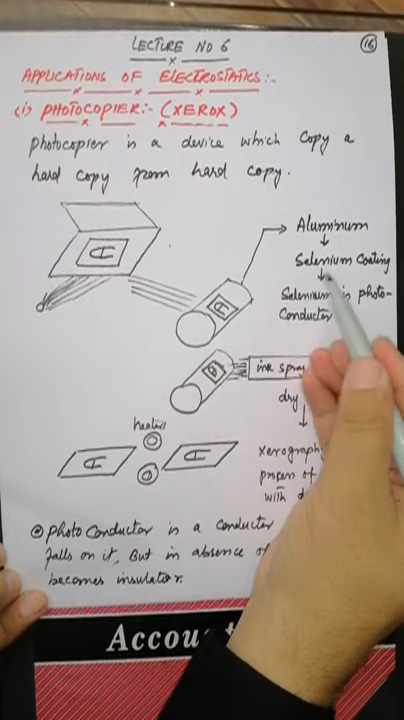 LECTURE NO 6
16
APPLICATIONS OF ELECTROSTATICS:-
(i) PHOTOCOPIER:- (XEROX)
Photocopier is a device which copy a
hard copy from hard copy.
Aluminum
Selenium Coating
Selenium is photo-
Conductor
ink spray
dry
heaters
xerograph
process of
with d
Photo Conductor is a conductor
falls on it, But in absence of
becomes insulator.
Accou